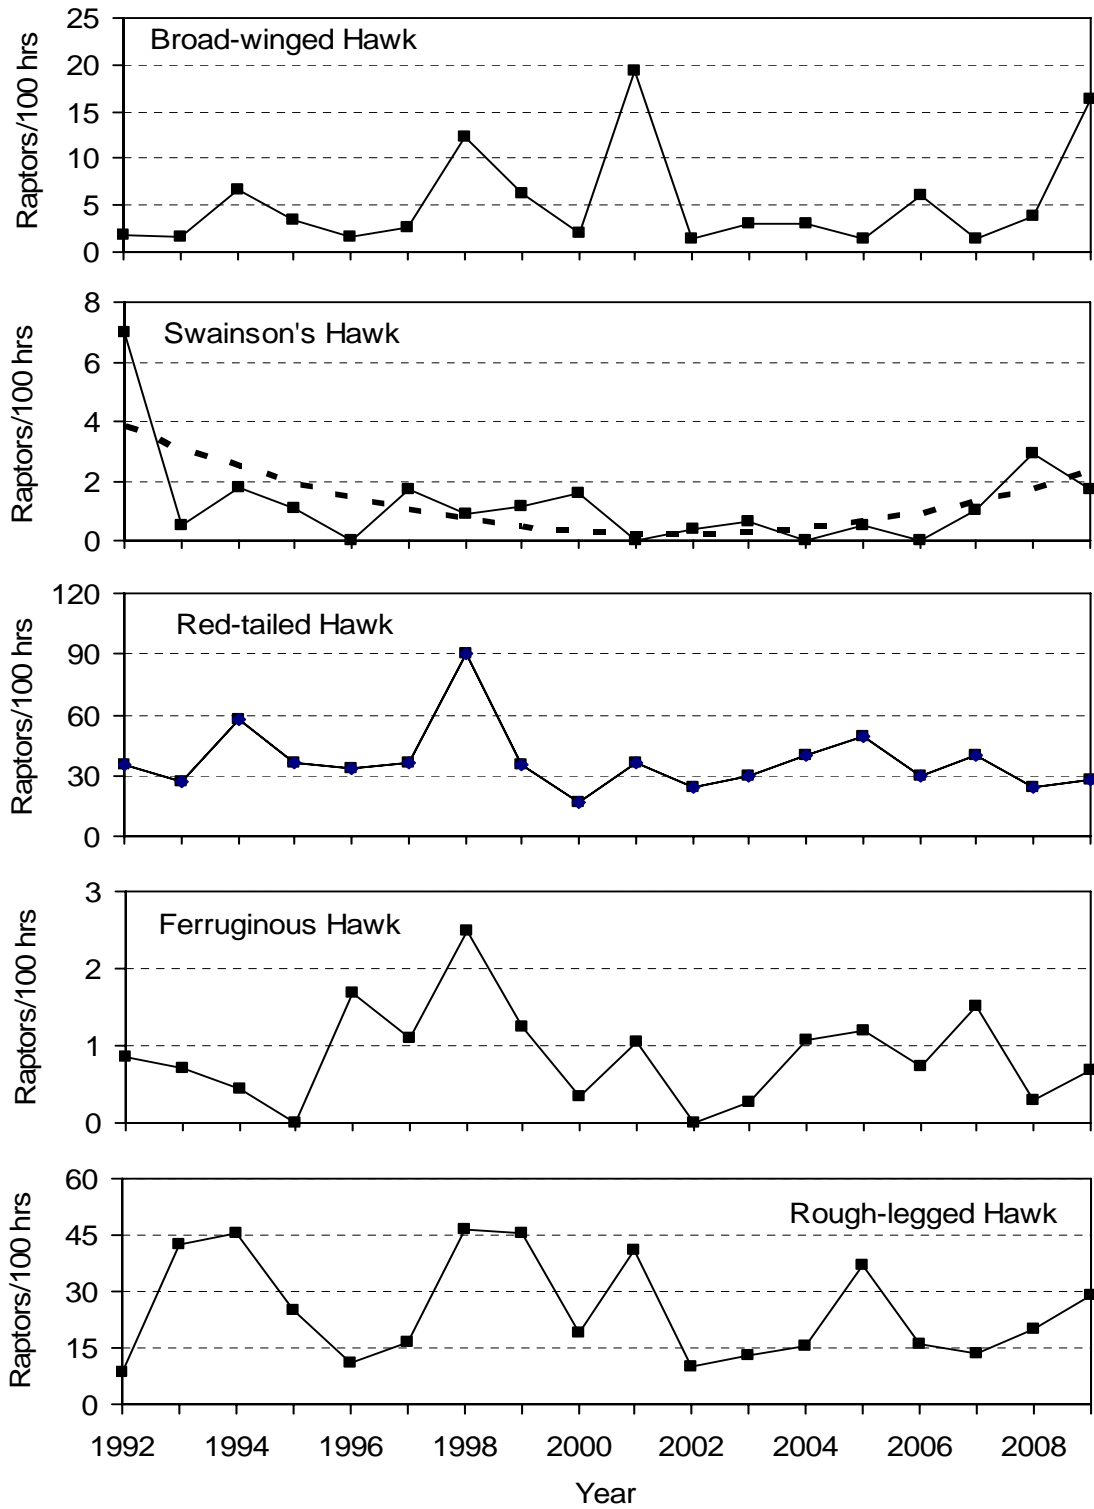 Raptors/100 hrs
25
20
15
10
5
0
Broad-winged Hawk
Raptors/100 hrs
8
6
4
2
0
Swainson's Hawk
Raptors/100 hrs
120
90
60
30
0
Red-tailed Hawk
Raptors/100 hrs
3
2
1
0
Ferruginous Hawk
Raptors/100 hrs
60
45
30
15
0
Rough-legged Hawk
1992 1994 1996 1998 2000 2002 2004 2006 2008
Year